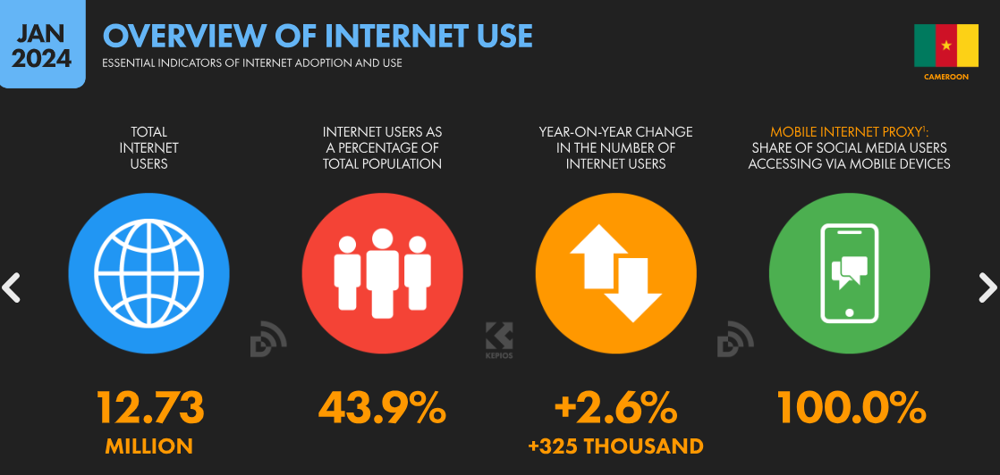 JAN
2024
OVERVIEW OF INTERNET USE
ESSENTIAL INDICATORS OF INTERNET ADOPTION AND USE
CAMEROON
TOTAL
INTERNET
USERS
12.73
MILLION
INTERNET USERS AS
A PERCENTAGE OF
TOTAL POPULATION
43.9%
YEAR-ON-YEAR CHANGE
IN THE NUMBER OF
INTERNET USERS
+2.6%
+325 THOUSAND
MOBILE INTERNET PROXY¹:
SHARE OF SOCIAL MEDIA USERS
ACCESSING VIA MOBILE DEVICES
100.0%
KEPIOS